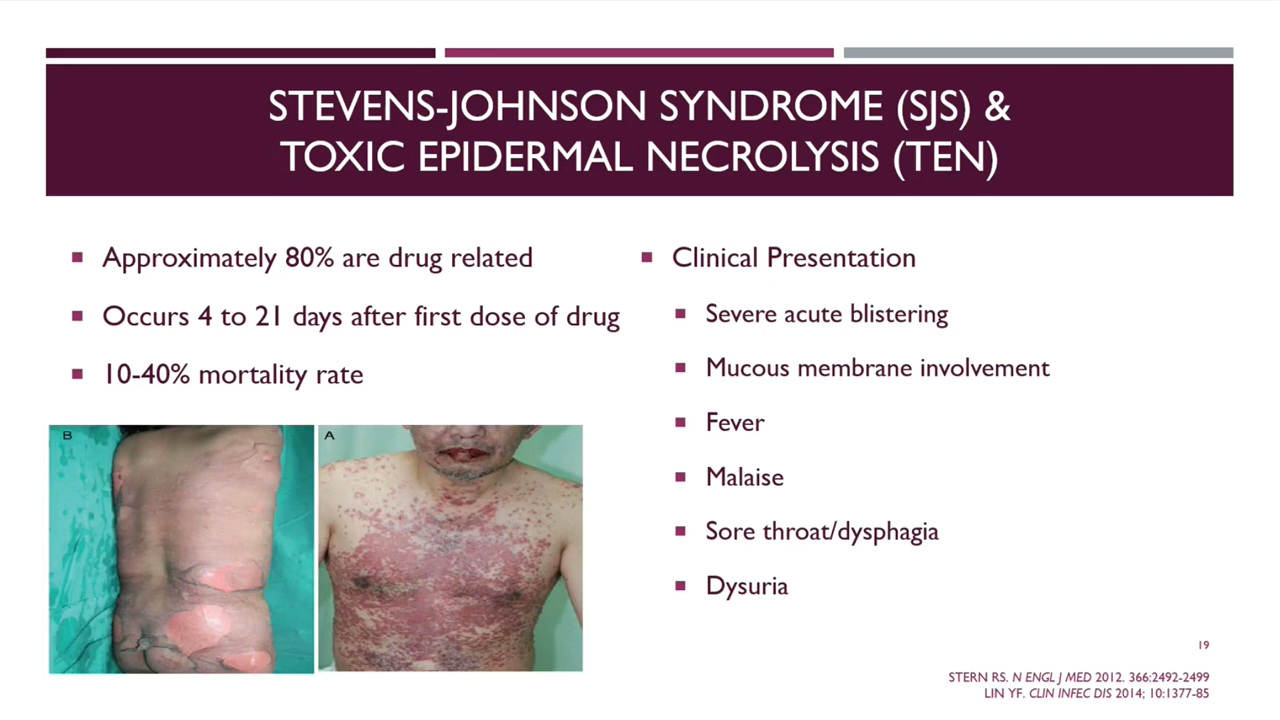 STEVENS-JOHNSON SYNDROME (SJS) &
TOXIC EPIDERMAL NECROLYSIS (TEN)
Approximately 80% are drug related
Occurs 4 to 21 days after first dose of drug
10-40% mortality rate
B
A
Clinical Presentation
Severe acute blistering
Mucous membrane involvement
Fever
Malaise
Sore throat/dysphagia
Dysuria
19
STERN RS. N ENGL J MED 2012. 366:2492-2499
LIN YF. CLIN INFEC DIS 2014; 10:1377-85